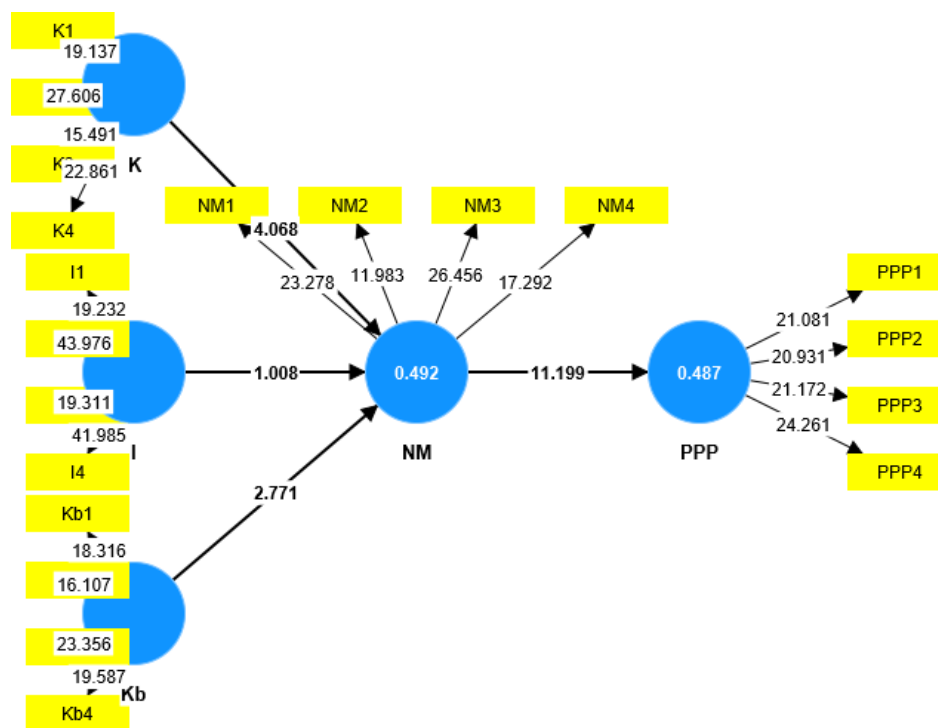 K1
19.137
27.606
15.491
K
22.861
K4
NM1
NM2
NM3
NM4
4.068
23.278
11.983
26.456
17.292
I1
19.232
43.976
19.311
41.985
I
I4
1.008
0.492
NM
11.199
0.487
PPP
PPP1
21.081
PPP2
20.931
21.172
PPP3
24.261
PPP4
Kb1
18.316
16.107
23.356
19.587
Kb
Kb4
2.771